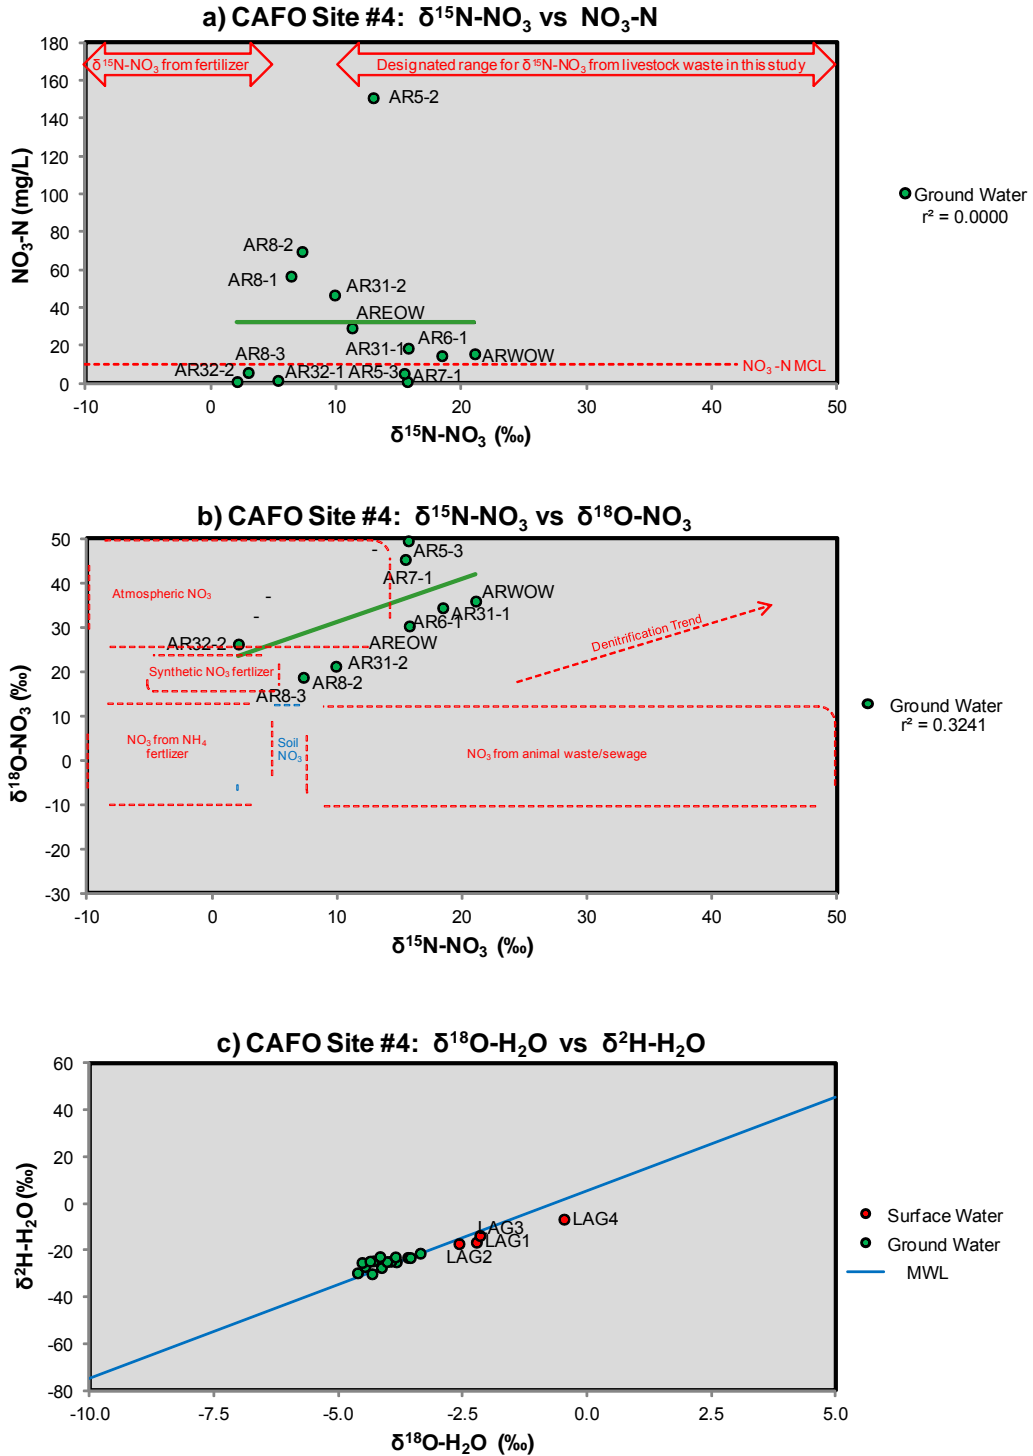 a) CAFO Site #4: δ¹⁵N-NO₃ vs NO₃-N
180
160
140
120
100
80
60
40
20
0
NO₃-N (mg/L)
δ¹⁵N-NO₃ from fertilizer
Designated range for δ¹⁵N-NO₃ from livestock waste in this study
AR5-2
AR8-2
AR8-1
AR31-2
AREOW
AR31-1
AR6-1
ARWOW
AR8-3
AR32-2
AR32-1
AR5-3
AR7-1
NO₃-N MCL
-10 0 10 20 30 40 50
δ¹⁵N-NO₃ (‰)
Ground Water
r² = 0.0000
b) CAFO Site #4: δ¹⁵N-NO₃ vs δ¹⁸O-NO₃
50
40
30
20
10
0
-10
-20
-30
δ¹⁸O-NO₃ (‰)
AR5-3
AR7-1
Atmospheric NO₃
ARWOW
AR31-1
AR6-1
AREOW
AR32-2
AR31-2
AR8-2
AR8-3
Synthetic NO₃ fertlizer
Denitrification Trend
NO₃ from NH₄
fertlizer
Soil
NO₃
NO₃ from animal waste/sewage
-10 0 10 20 30 40 50
δ¹⁵N-NO₃ (‰)
Ground Water
r² = 0.3241
c) CAFO Site #4: δ¹⁸O-H₂O vs δ²H-H₂O
60
40
20
0
-20
-40
-60
-80
δ²H-H₂O (‰)
LAG4
LAG3
LAG1
LAG2
-10.0 -7.5 -5.0 -2.5 0.0 2.5 5.0
δ¹⁸O-H₂O (‰)
Surface Water
Ground Water
MWL